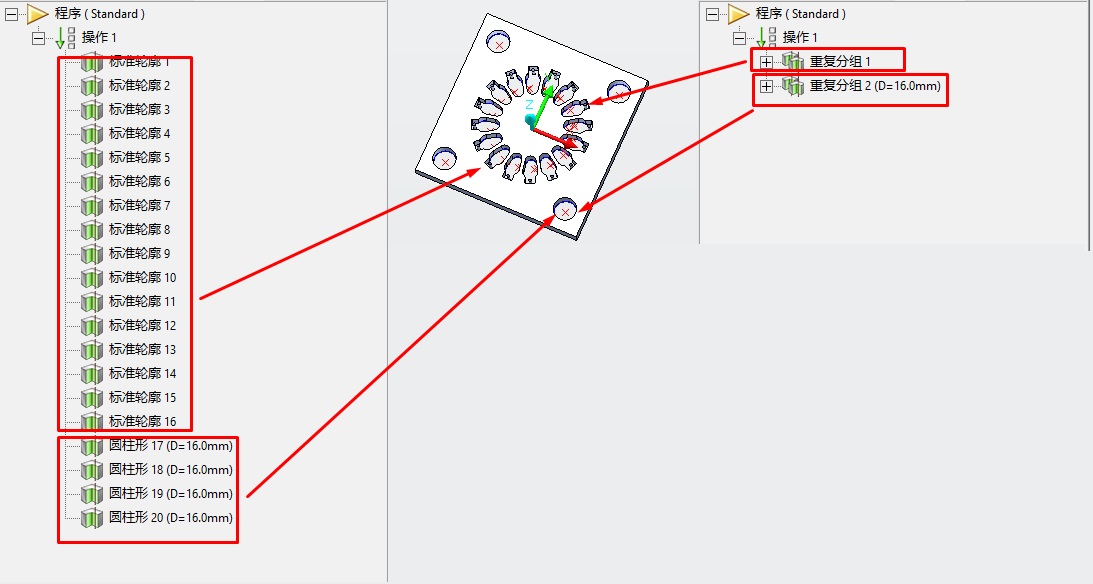 程序 ( Standard )
操作 1
标准轮廓 1
标准轮廓 2
标准轮廓 3
标准轮廓 4
标准轮廓 5
标准轮廓 6
标准轮廓 7
标准轮廓 8
标准轮廓 9
标准轮廓 10
标准轮廓 11
标准轮廓 12
标准轮廓 13
标准轮廓 14
标准轮廓 15
标准轮廓 16
圆柱形 17 (D=16.0mm)
圆柱形 18 (D=16.0mm)
圆柱形 19 (D=16.0mm)
圆柱形 20 (D=16.0mm)
Z
程序 ( Standard )
操作 1
重复分组 1
重复分组 2 (D=16.0mm)